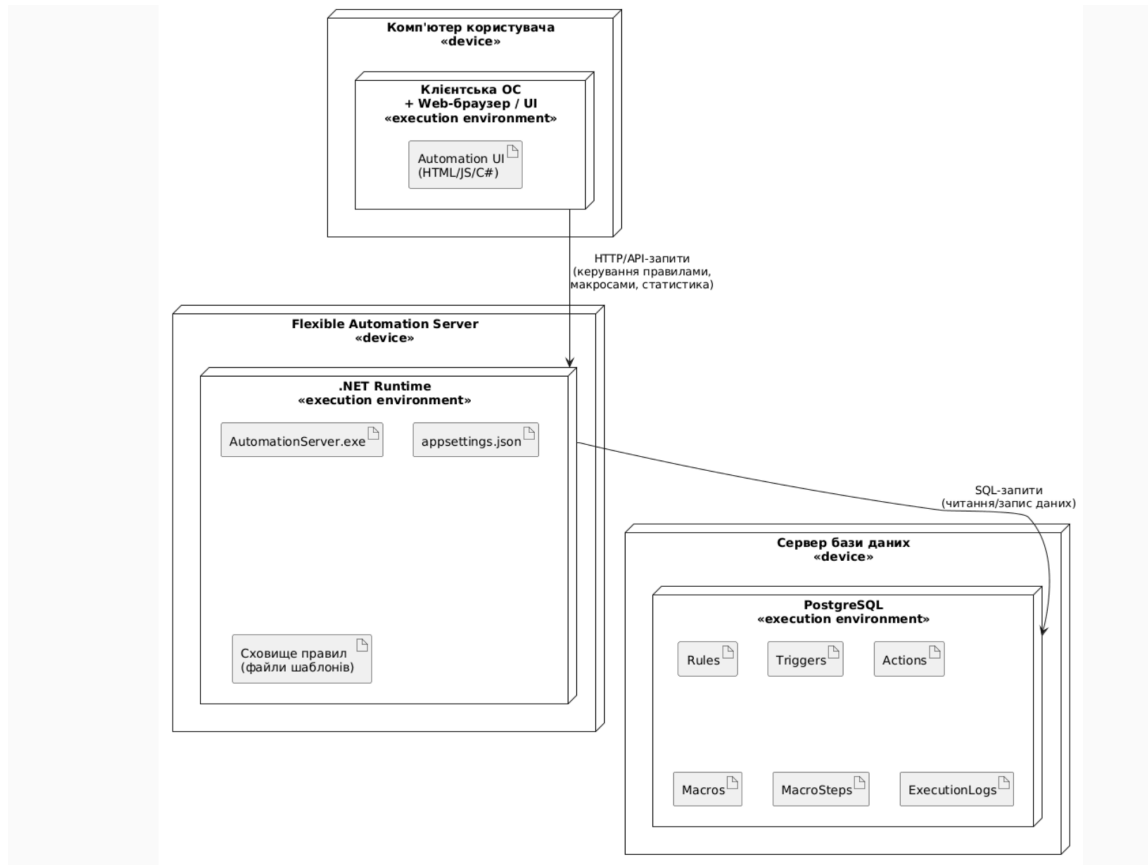 Комп'ютер користувача
«device»
Клієнтська ОС
+ Web-браузер / UI
«execution environment»
Automation UI
(HTML/JS/C#)
HTTP/API-запити
(керування правилами,
макросами, статистика)
Flexible Automation Server
«device»
.NET Runtime
«execution environment»
AutomationServer.exe
appsettings.json
Сховище правил
(файли шаблонів)
SQL-запити
(читання/запис даних)
Сервер бази даних
«device»
PostgreSQL
«execution environment»
Rules
Triggers
Actions
Macros
MacroSteps
ExecutionLogs